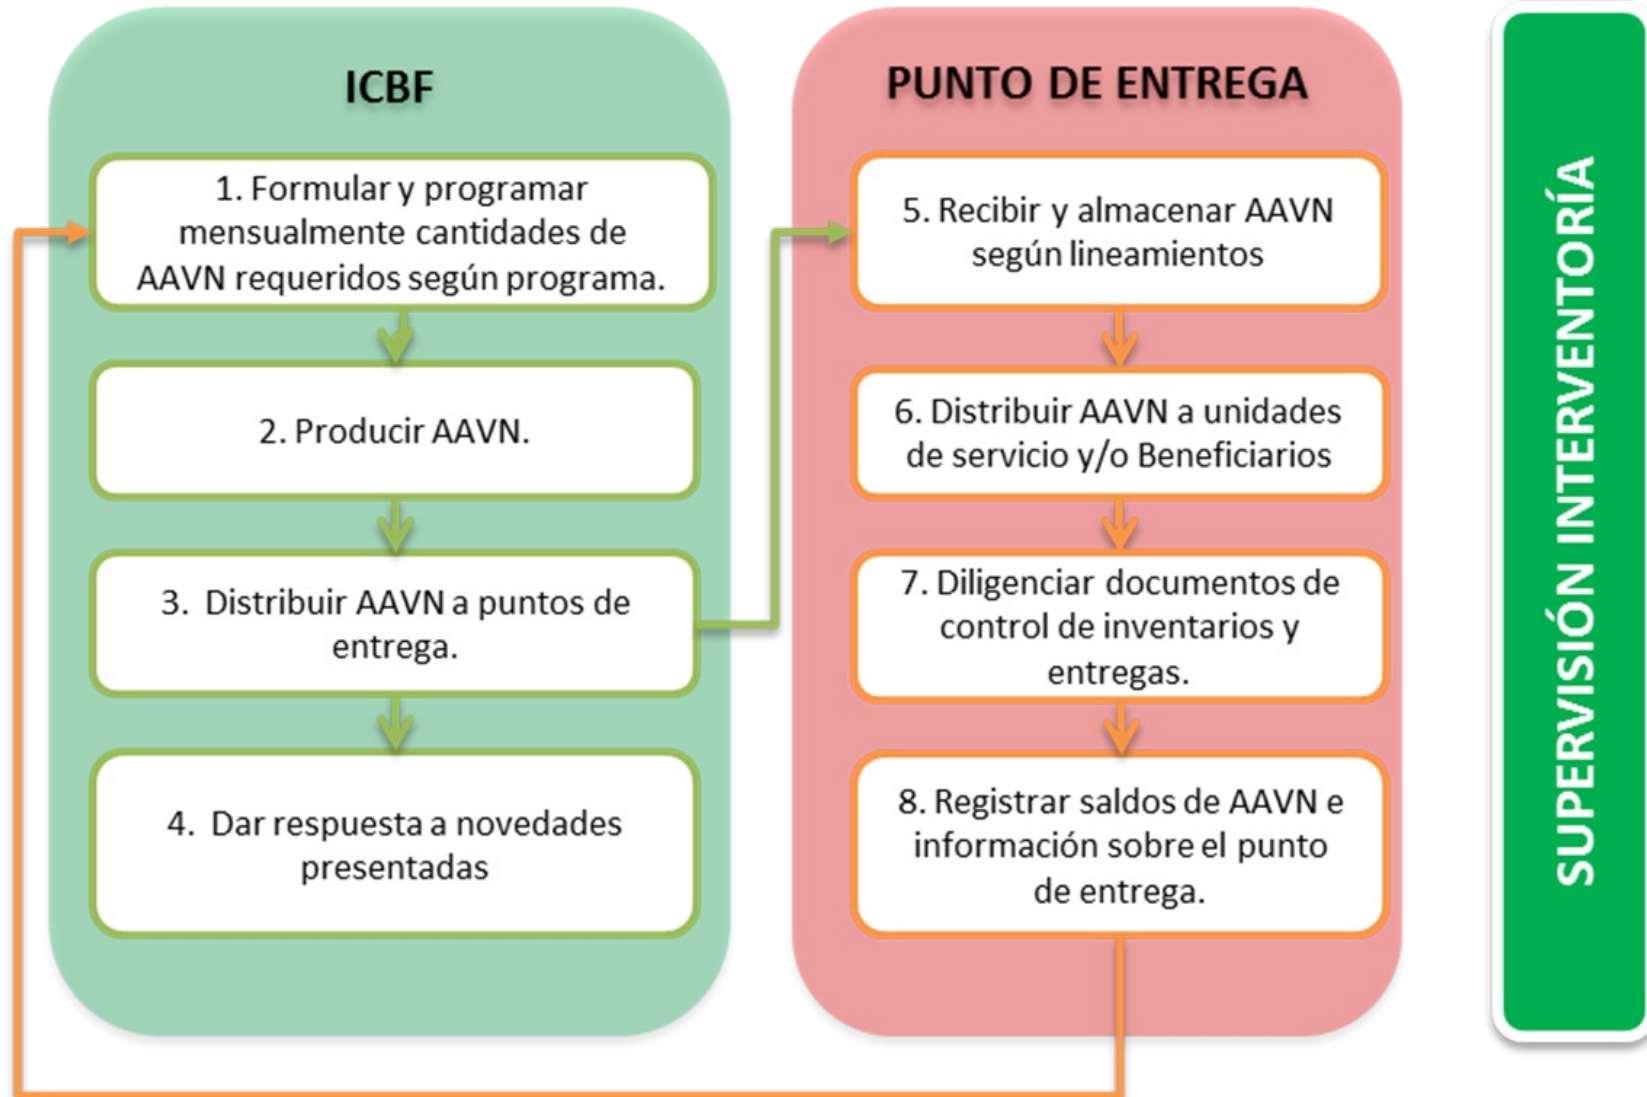 ICBF
1. Formular y programar
mensualmente cantidades de
AAVN requeridos según programa.
2. Producir AAVN.
3. Distribuir AAVN a puntos de
entrega.
4. Dar respuesta a novedades
presentadas
PUNTO DE ENTREGA
5. Recibir y almacenar AAVN
según lineamientos
6. Distribuir AAVN a unidades
de servicio y/o Beneficiarios
7. Diligenciar documentos de
control de inventarios y
entregas.
8. Registrar saldos de AAVN e
información sobre el punto
de entrega.
SUPERVISIÓN INTERVENTORÍA